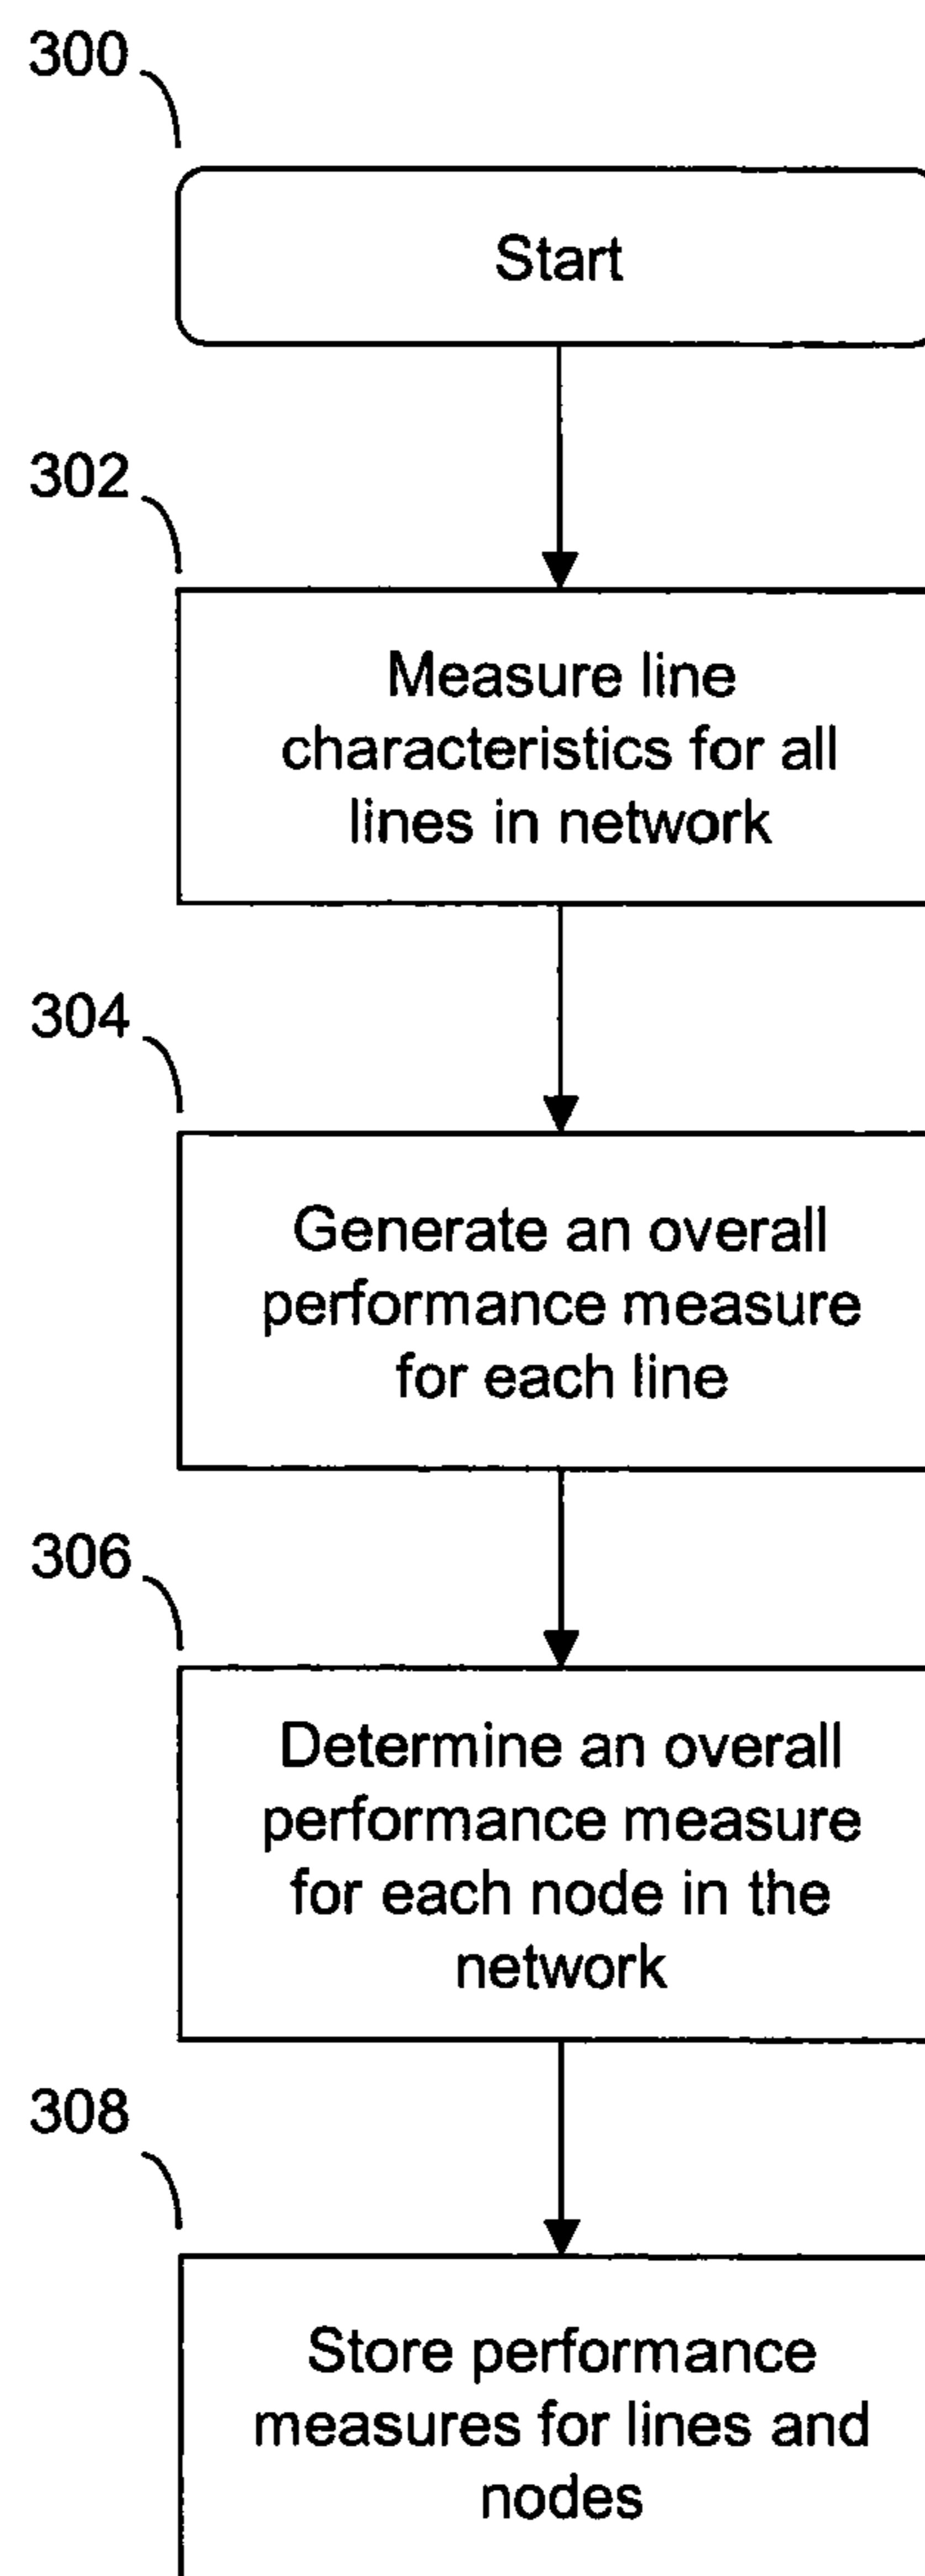 300
Start
302
Measure line
characteristics for all
lines in network
304
Generate an overall
performance measure
for each line
306
Determine an overall
performance measure
for each node in the
network
308
Store performance
measures for lines and
nodes